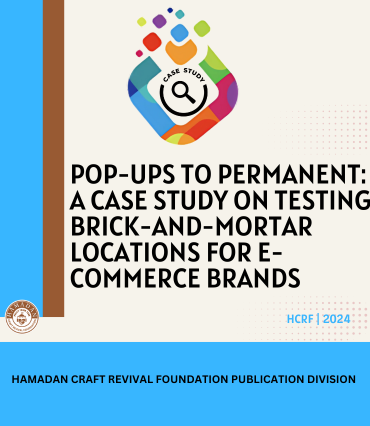 CASE STUDY
POP-UPS TO PERMANENT:
A CASE STUDY ON TESTING
BRICK-AND-MORTAR
LOCATIONS FOR E-
COMMERCE BRANDS
HCRF | 2024
HAMADAN
HAMADAN CRAFT REVIVAL FOUNDATION PUBLICATION DIVISION